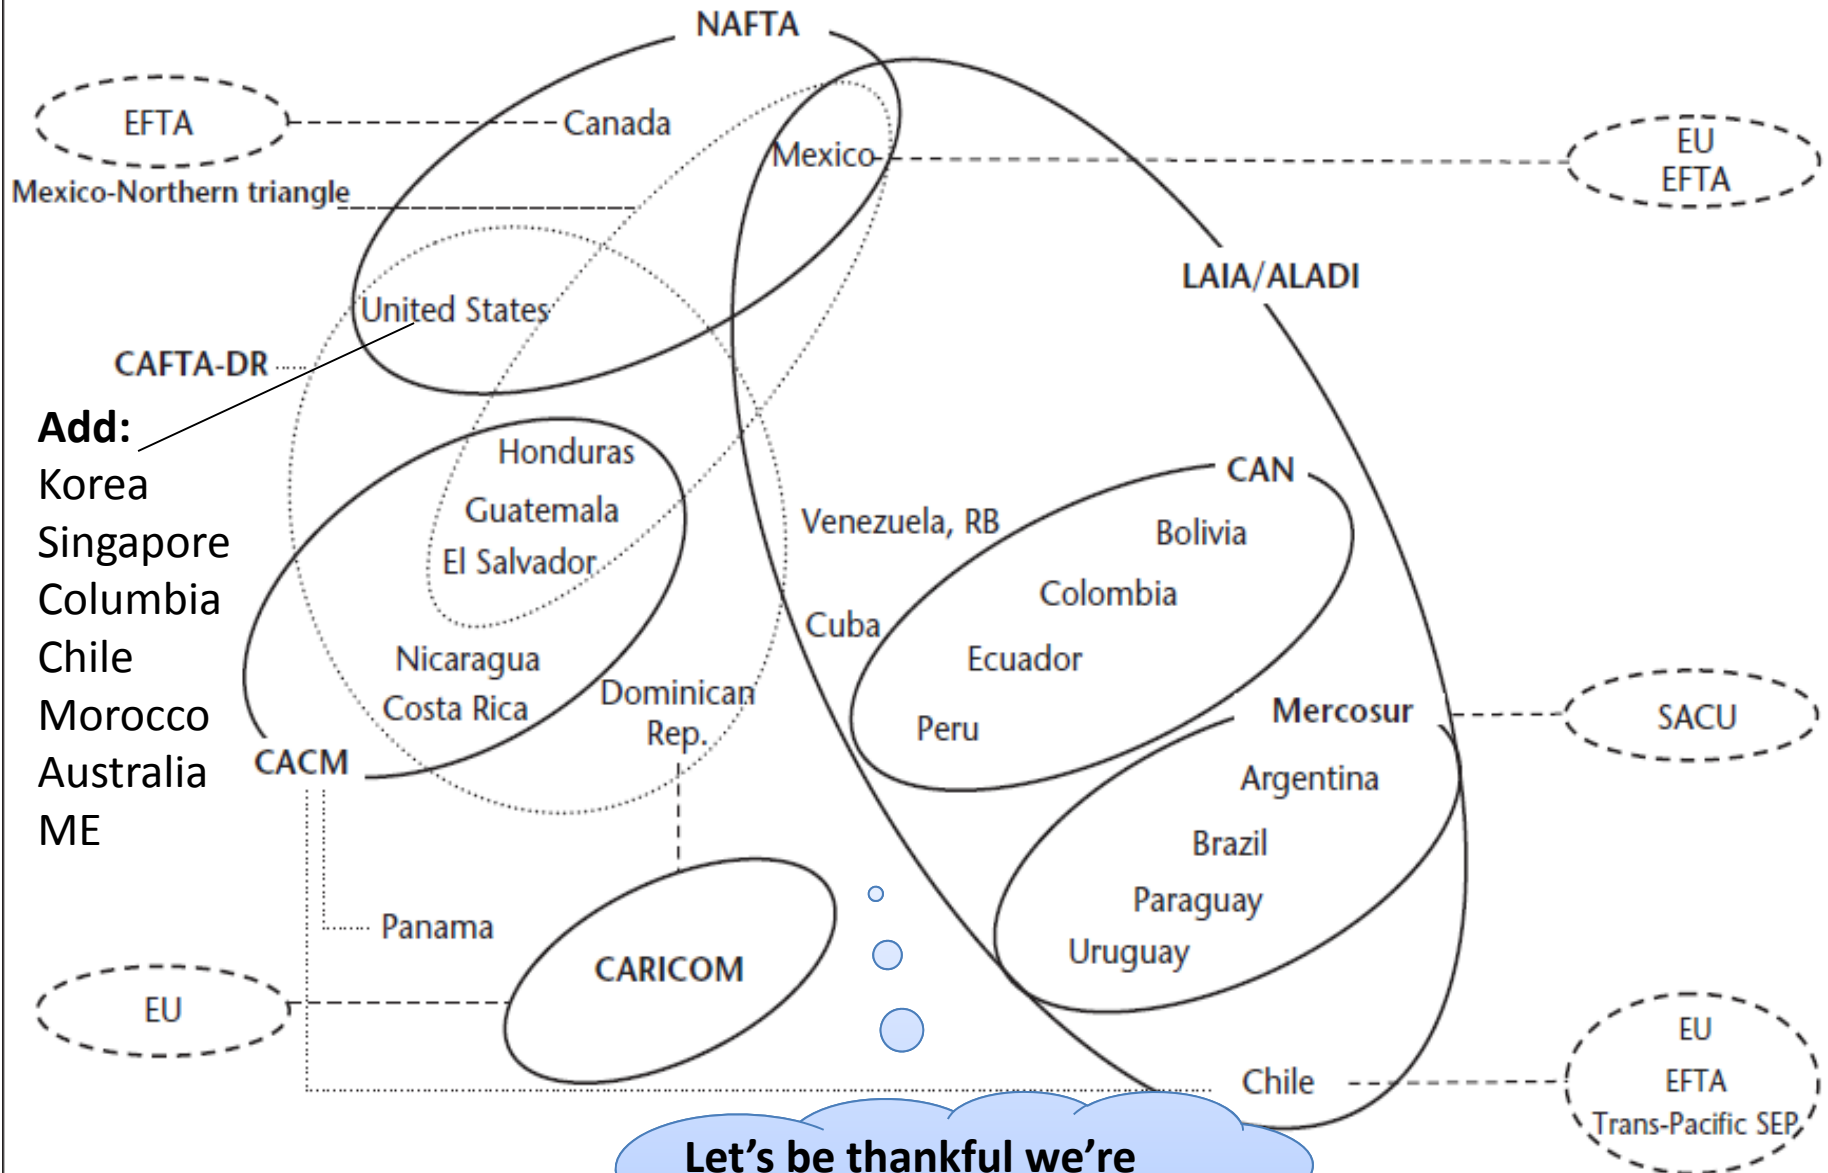 NAFTA
EFTA
Canada
Mexico
EU
EFTA
Mexico-Northern triangle
LAIA/ALADI
United States
CAFTA-DR
Add:
Korea
Singapore
Columbia
Chile
Morocco
Australia
ME
Honduras
Guatemala
El Salvador
Nicaragua
Costa Rica
CACM
Dominican
Rep.
Venezuela, RB
Cuba
CAN
Bolivia
Colombia
Ecuador
Peru
Mercosur
SACU
Argentina
Brazil
Paraguay
Uruguay
Panama
CARICOM
EU
Chile
EU
EFTA
Trans-Pacific SEP
Let’s be thankful we’re